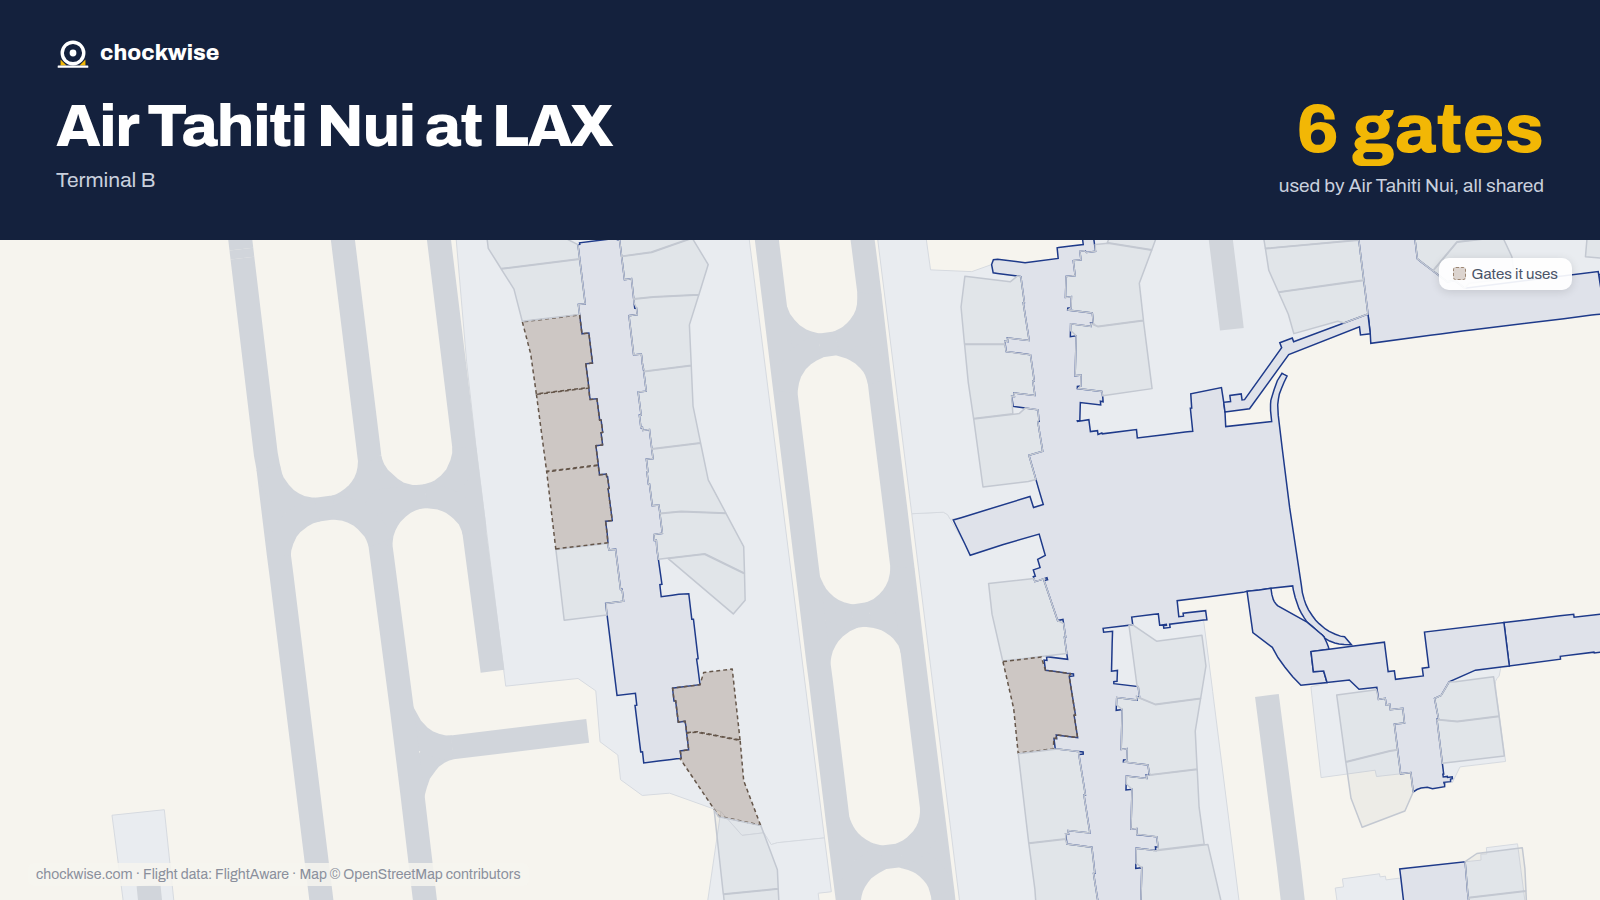 chockwise
Air Tahiti Nui at LAX
Terminal B
6 gates
used by Air Tahiti Nui, all shared
Gates it uses
chockwise.com · Flight data: FlightAware · Map © OpenStreetMap contributors